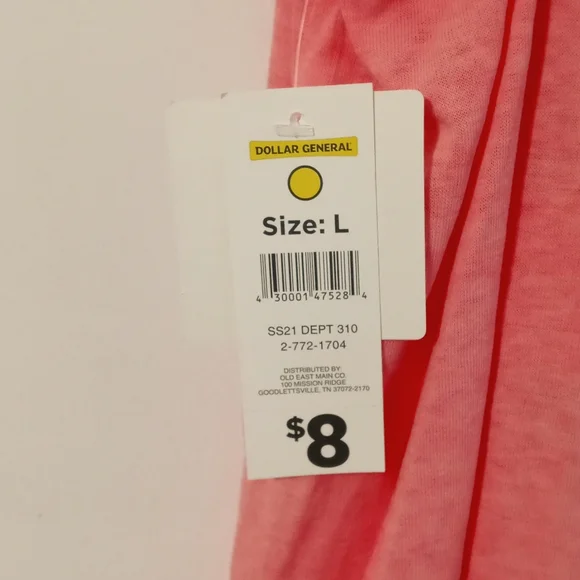 DOLLAR GENERAL
Size: L
4 30001 47528 4
SS21 DEPT 310
2-772-1704
DISTRIBUTED BY:
OLD EAST MAIN CO.
100 MISSION RIDGE
GOODLETTSVILLE, TN 37072-2170
$8